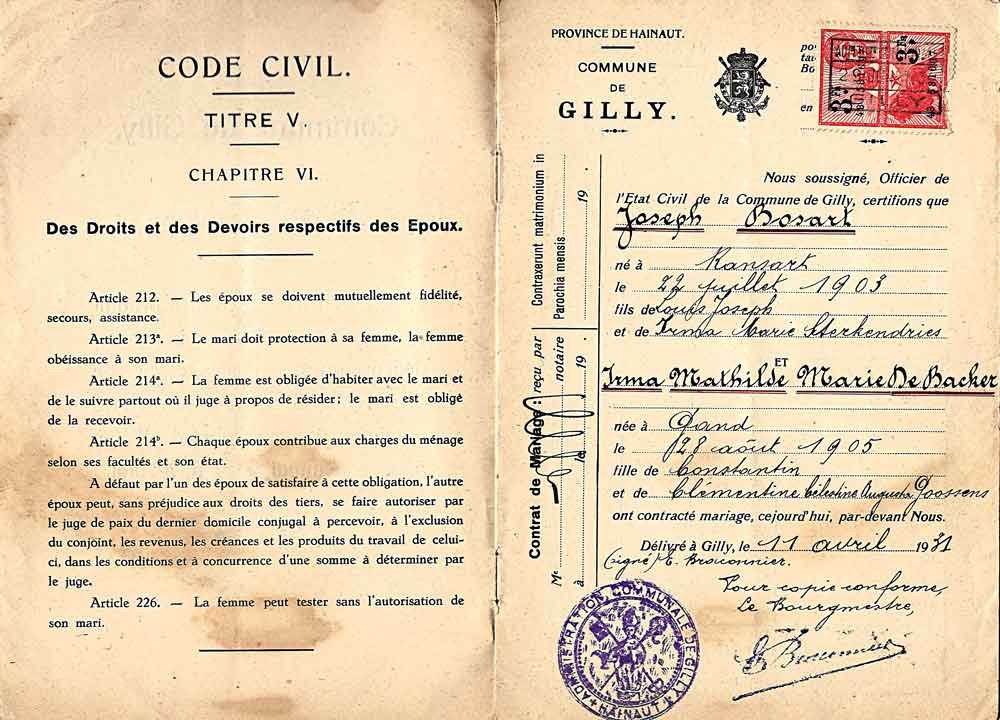 CODE CIVIL.
TITRE V.
CHAPITRE VI.
Des Droits et des Devoirs respectifs des Epoux.
Article 212. — Les époux se doivent mutuellement fidélité,
secours, assistance.
Article 213ª. — Le mari doit protection à sa femme, la femme
obéissance à son mari.
Article 214ª. — La femme est obligée d'habiter avec le mari et
de le suivre partout où il juge à propos de résider; le mari est obligé
de la recevoir.
Article 214ᵇ. — Chaque époux contribue aux charges du ménage
selon ses facultés et son état.
A défaut par l'un des époux de satisfaire à cette obligation, l'autre
époux peut, sans préjudice aux droits des tiers, se faire autoriser par
le juge de paix du dernier domicile conjugal à percevoir, à l'exclusion
du conjoint, les revenus, les créances et les produits du travail de celui-
ci, dans les conditions et à concurrence d'une somme à déterminer par
le juge.
Article 226. — La femme peut tester sans l'autorisation de
son mari.
PROVINCE DE HAINAUT.
COMMUNE
DE
GILLY.
en
Contraxerunt matrimonium in
Parochia mensis 19 .
Contrat de Mariage : reçu par
Mᵉ notaire
à le 19 .
Nous soussigné, Officier de
l'Etat Civil de la Commune de Gilly, certifions que
Joseph Bosart
né à Ransart
le 22 juillet 1903
fils de Louis Joseph
et de Irma Marie Sterkendries
ET
Irma Mathilde Marie De Backer
née à Gand
le 28 août 1905
fille de Constantin
et de Clémentine Célestine Augusta Goossens
ont contracté mariage, cejourd'hui, par-devant Nous.
Délivré à Gilly, le 11 avril 1931
(signé) E. Brouonnier.
Pour copie conforme,
Le Bourgmestre,
ADMINISTRATION COMMUNALE DE GILLY
HAINAUT